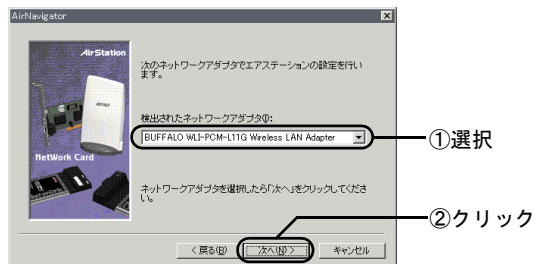 AirNavigator
AirStation
次のネットワークアダプタでエアステーションの設定を行い
ます。
検出されたネットワークアダプタ(I):
BUFFALO WLI-PCM-L11G Wireless LAN Adapter
①選択
NetWork Card
ネットワークアダプタを選択したら「次へ」をクリックしてくださ
い。
②クリック
< 戻る(B)
次へ(N) >
キャンセル